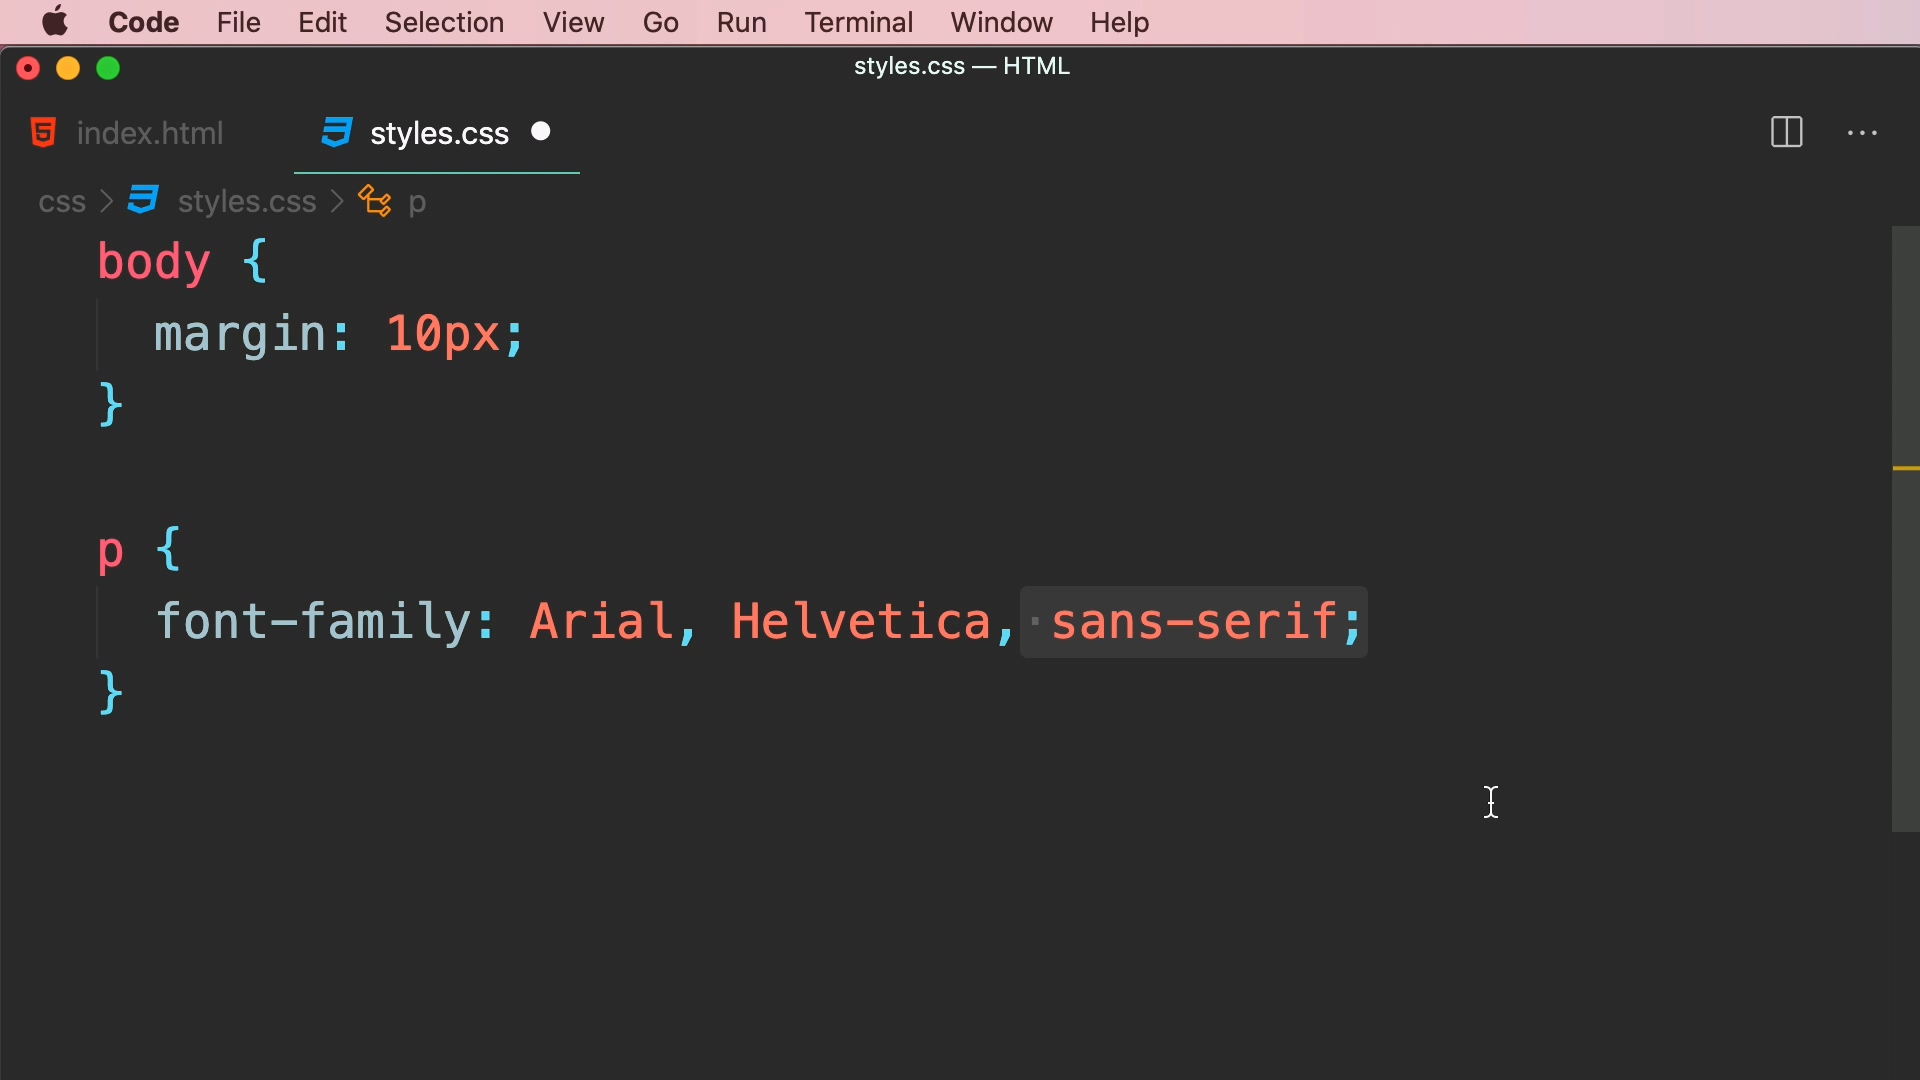 Code File Edit Selection View Go Run Terminal Window Help
styles.css — HTML
index.html styles.css
css > styles.css > p
body {
margin: 10px;
}
p {
font-family: Arial, Helvetica, sans-serif;
}